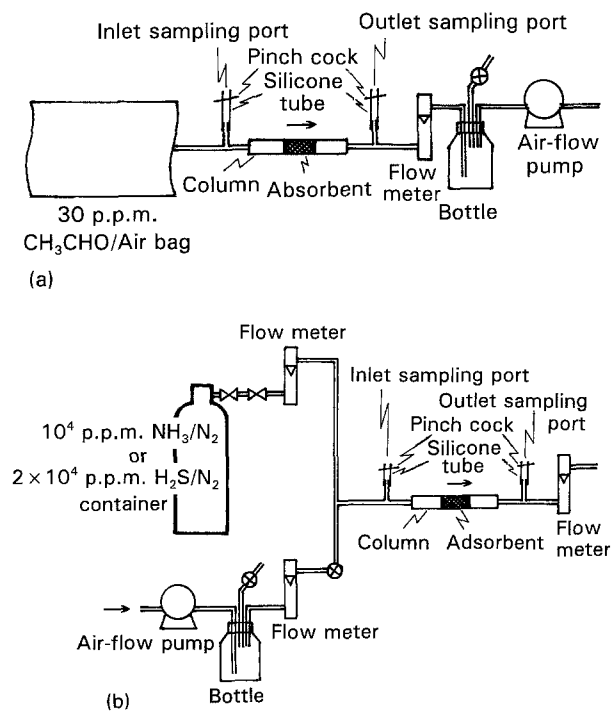 Inlet sampling port
Outlet sampling port
Pinch cock
Silicone
tube
Column
Absorbent
Flow
meter
Bottle
Air-flow
pump
30 p.p.m.
CH₃CHO/Air bag
(a)
Flow meter
10⁴ p.p.m. NH₃/N₂
or
2 × 10⁴ p.p.m. H₂S/N₂
container
Inlet sampling port
Outlet sampling
port
Pinch cock
Silicone
tube
Column
Adsorbent
Flow
meter
Air-flow pump
Bottle
Flow meter
(b)